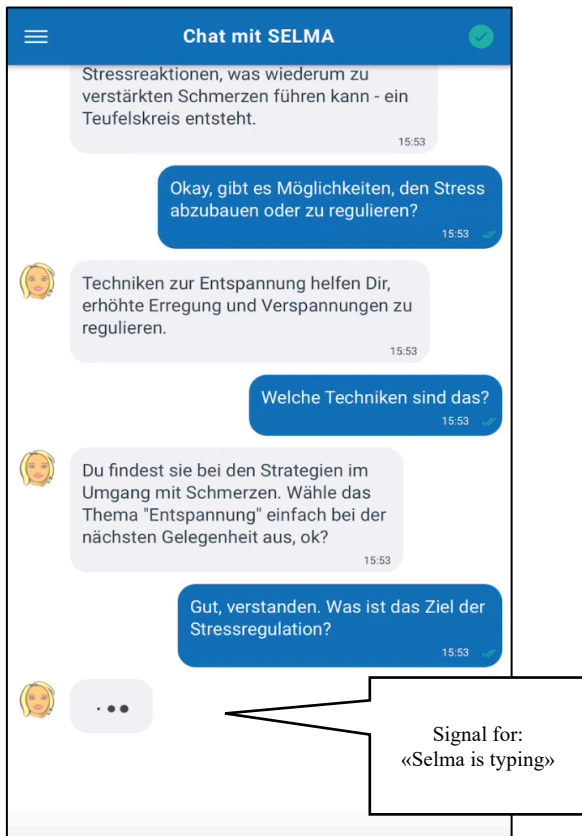 Chat mit SELMA
Stressreaktionen, was wiederum zu
verstärkten Schmerzen führen kann - ein
Teufelskreis entsteht.
15:53
Okay, gibt es Möglichkeiten, den Stress
abzubauen oder zu regulieren?
15:53
Techniken zur Entspannung helfen Dir,
erhöhte Erregung und Verspannungen zu
regulieren.
15:53
Welche Techniken sind das?
15:53
Du findest sie bei den Strategien im
Umgang mit Schmerzen. Wähle das
Thema "Entspannung" einfach bei der
nächsten Gelegenheit aus, ok?
15:53
Gut, verstanden. Was ist das Ziel der
Stressregulation?
15:53
Signal for:
«Selma is typing»